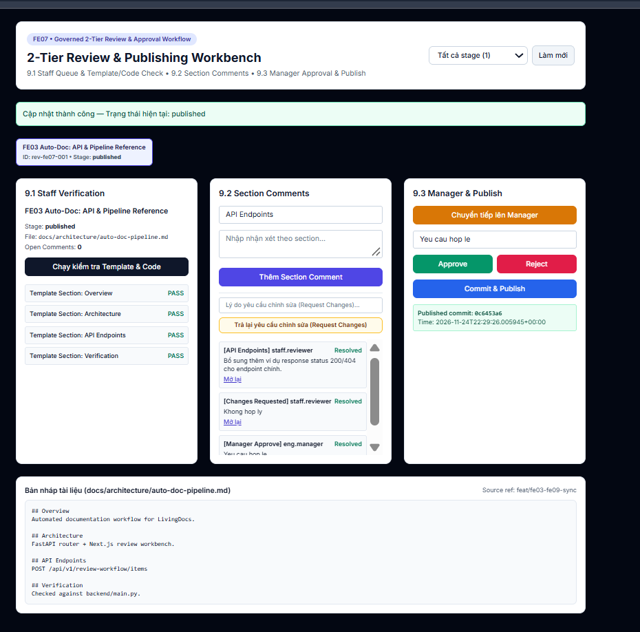 FE07 • Governed 2-Tier Review & Approval Workflow
2-Tier Review & Publishing Workbench
9.1 Staff Queue & Template/Code Check • 9.2 Section Comments • 9.3 Manager Approval & Publish
Tất cả stage (1)
Làm mới
Cập nhật thành công — Trạng thái hiện tại: published
FE03 Auto-Doc: API & Pipeline Reference
ID: rev-fe07-001 • Stage: published
9.1 Staff Verification
FE03 Auto-Doc: API & Pipeline Reference
Stage: published
File: docs/architecture/auto-doc-pipeline.md
Open Comments: 0
Chạy kiểm tra Template & Code
Template Section: Overview PASS
Template Section: Architecture PASS
Template Section: API Endpoints PASS
Template Section: Verification PASS
9.2 Section Comments
API Endpoints
Nhập nhận xét theo section...
Thêm Section Comment
Lý do yêu cầu chỉnh sửa (Request Changes)...
Trả lại yêu cầu chỉnh sửa (Request Changes)
[API Endpoints] staff.reviewer Resolved
Bổ sung thêm ví dụ response status 200/404
cho endpoint chính.
Mở lại
[Changes Requested] staff.reviewer Resolved
Khong hop ly
Mở lại
[Manager Approve] eng.manager Resolved
Yeu cau hop le
9.3 Manager & Publish
Chuyển tiếp lên Manager
Yeu cau hop le
Approve
Reject
Commit & Publish
Published commit: 0c6453a6
Time: 2026-11-24T22:29:26.005945+00:00
Bản nháp tài liệu (docs/architecture/auto-doc-pipeline.md)
Source ref: feat/fe03-fe09-sync
## Overview
Automated documentation workflow for LivingDocs.
## Architecture
FastAPI router + Next.js review workbench.
## API Endpoints
POST /api/v1/review-workflow/items
## Verification
Checked against backend/main.py.